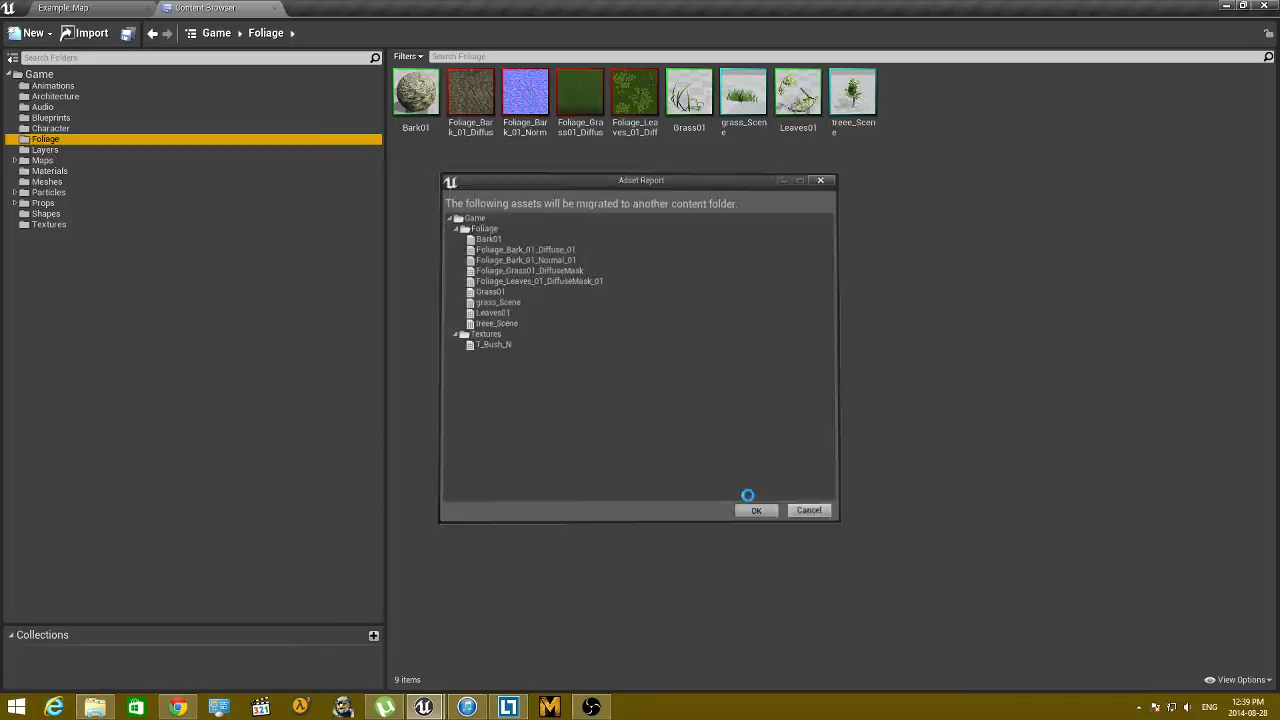 Example_Map
Content Browser
New
Import
Game
Foliage
Search Folders
Filters
Search Foliage
Game
Animations
Architecture
Audio
Blueprints
Character
Foliage
Layers
Maps
Materials
Meshes
Particles
Props
Shapes
Textures
Bark01
Foliage_Bar
k_01_Diffus
Foliage_Bar
k_01_Norm
Foliage_Gra
ss01_Diffus
Foliage_Lea
ves_01_Diff
Grass01
grass_Scen
e
Leaves01
treee_Scen
e
Asset Report
The following assets will be migrated to another content folder.
Game
Foliage
Bark01
Foliage_Bark_01_Diffuse_01
Foliage_Bark_01_Normal_01
Foliage_Grass01_DiffuseMask
Foliage_Leaves_01_DiffuseMask_01
Grass01
grass_Scene
Leaves01
treee_Scene
Textures
T_Bush_N
OK
Cancel
Collections
9 items
View Options
ENG
12:39 PM
2014-08-28